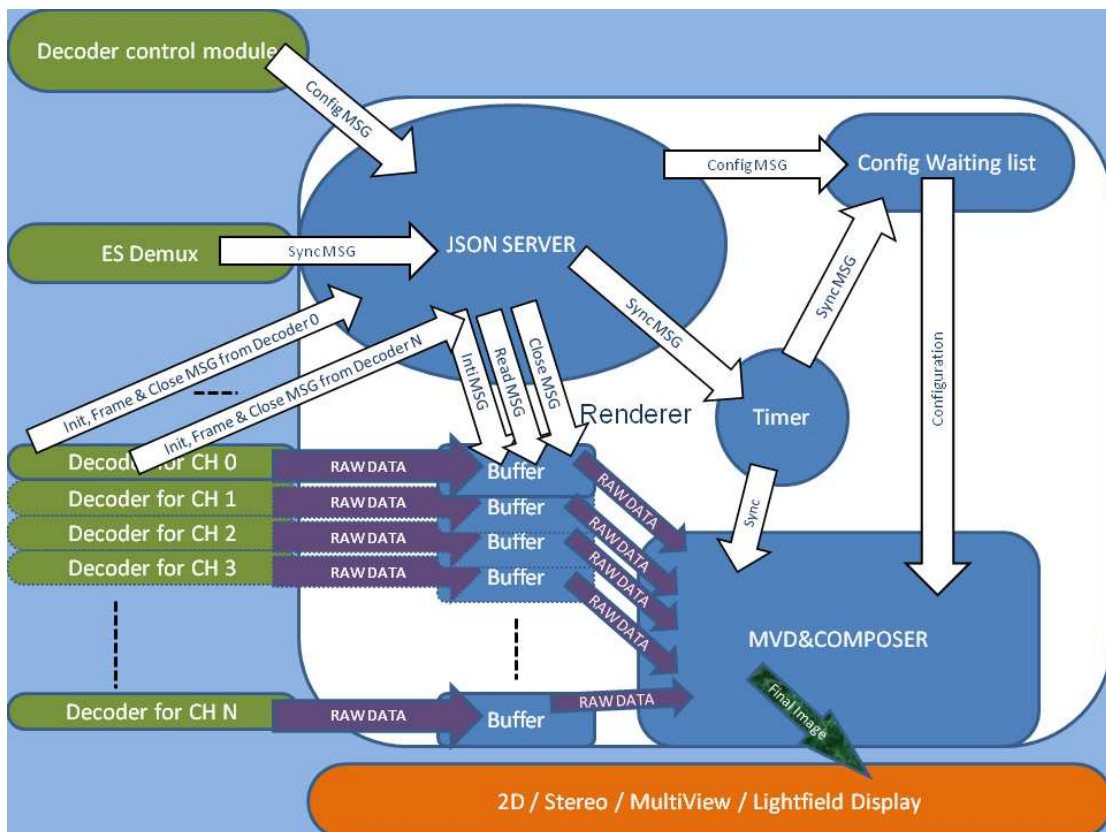 Decoder control module
Config MSG
Config MSG
Config Waiting list
ES Demux
Sync MSG
JSON SERVER
Sync MSG
Sync MSG
Init, Frame & Close MSG from Decoder 0
Init, Frame & Close MSG from Decoder N
Inti MSG
Read MSG
Close MSG
Configuration
Renderer
Timer
Sync
Decoder for CH 0
RAW DATA
Buffer
RAW DATA
Decoder for CH 1
RAW DATA
Buffer
RAW DATA
Decoder for CH 2
RAW DATA
Buffer
RAW DATA
Decoder for CH 3
RAW DATA
Buffer
RAW DATA
MVD&COMPOSER
Decoder for CH N
RAW DATA
Buffer
RAW DATA
Final Image
2D / Stereo / MultiView / Lightfield Display